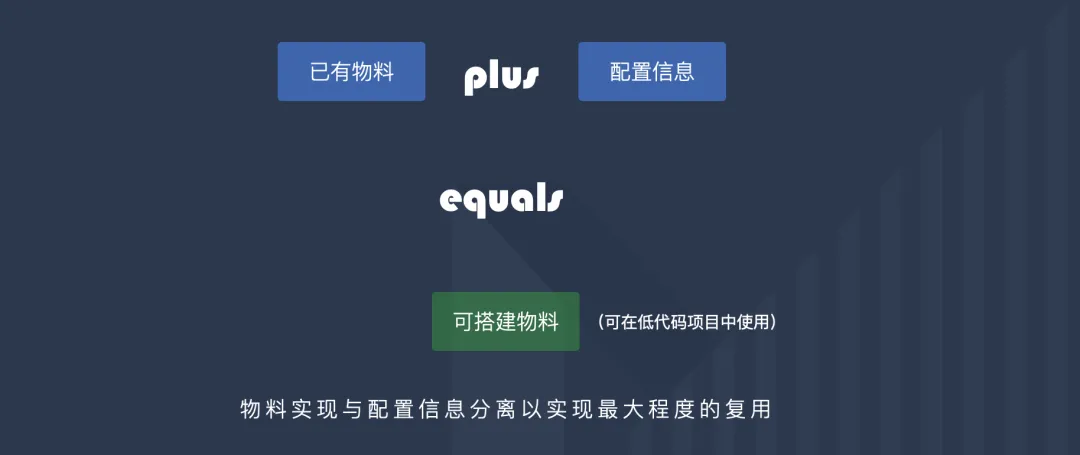 已有物料 plus 配置信息
equals
可搭建物料 (可在低代码项目中使用)
物料实现与配置信息分离以实现最大程度的复用